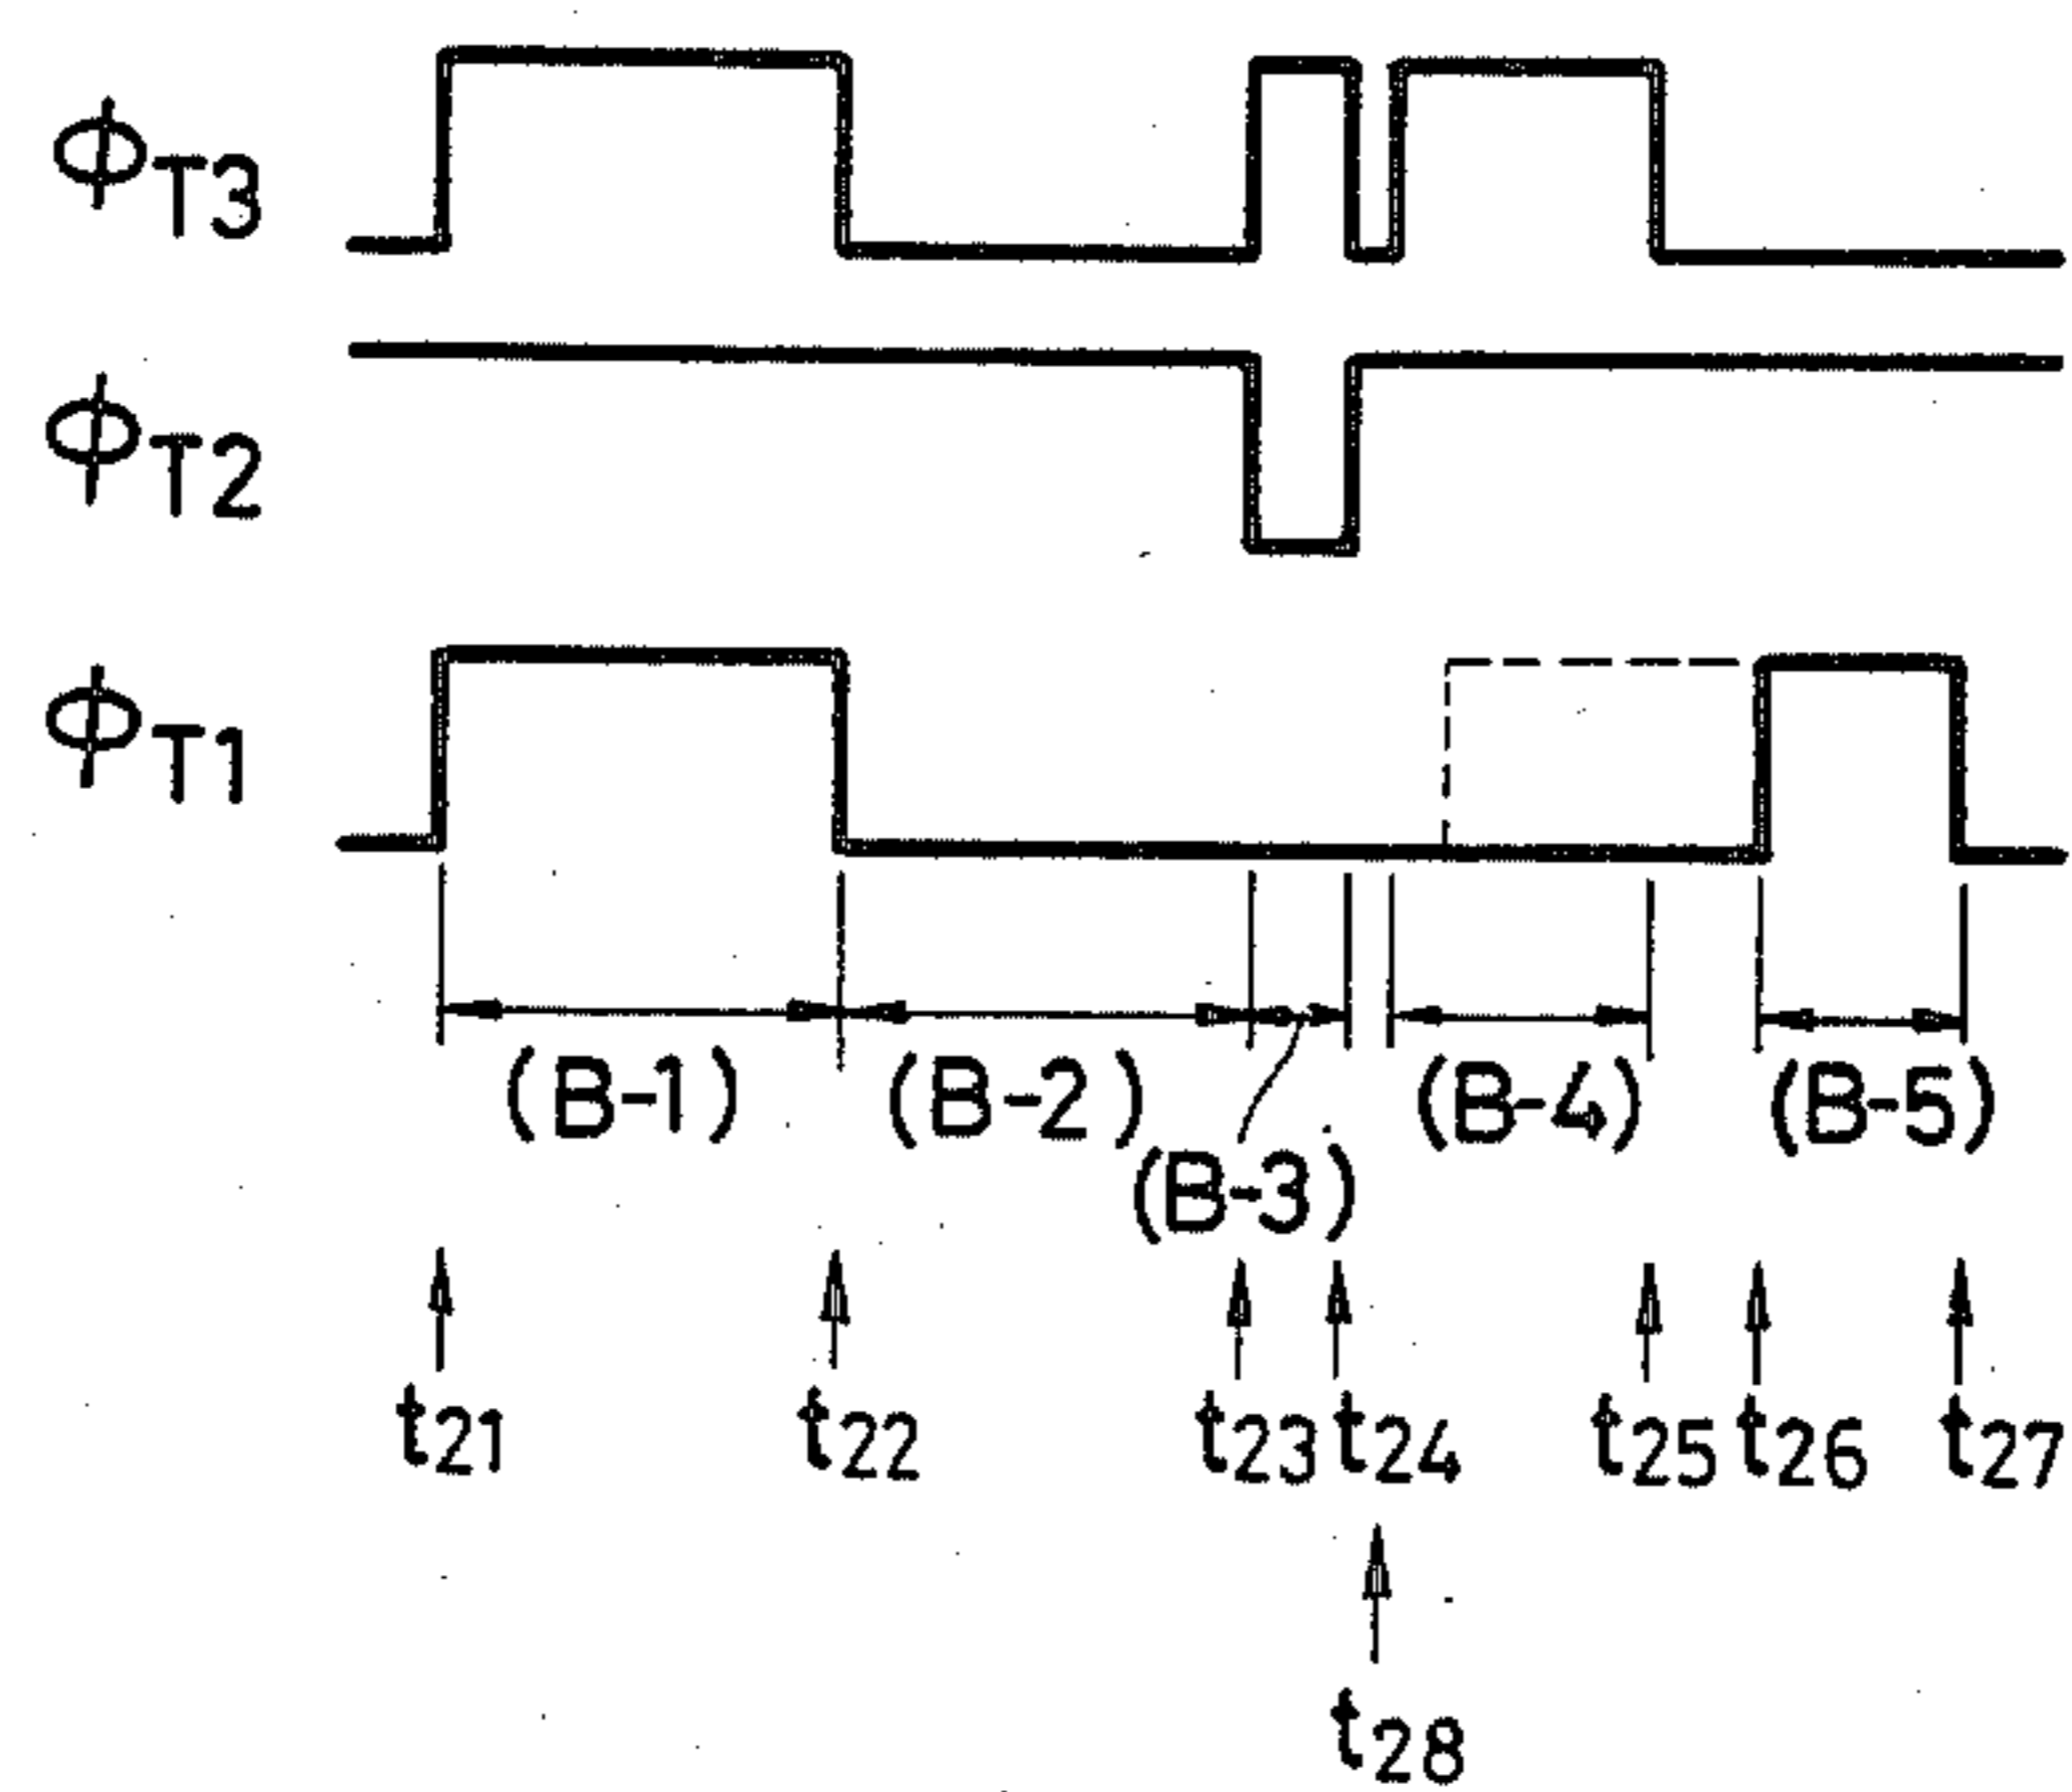 ΦT3
ΦT2
ΦT1
(B-1) (B-2) (B-4) (B-5)
(B-3)
t21 t22 t23 t24 t25 t26 t27
t28